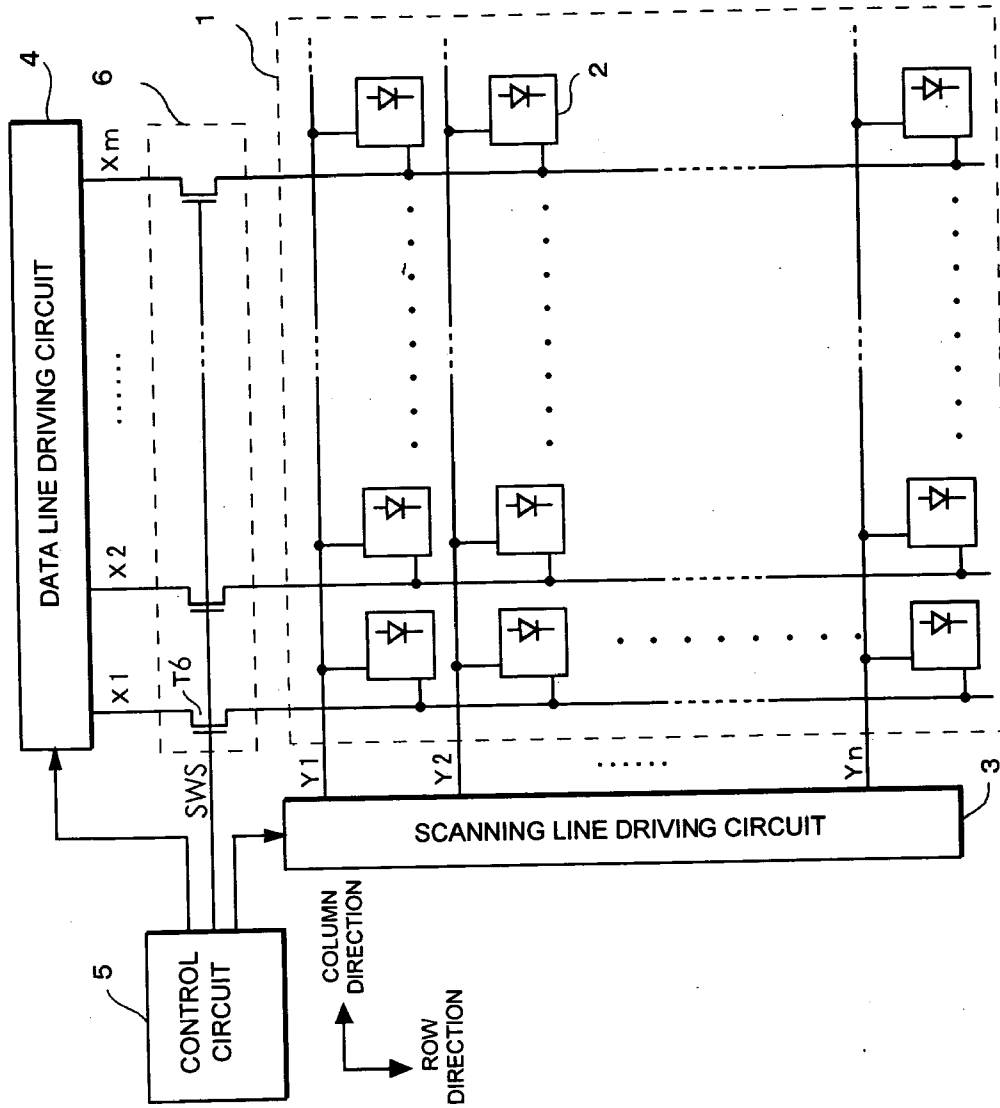 4
DATA LINE DRIVING CIRCUIT
6
1
X1
X2
......
Xm
T6
SWS
5
CONTROL
CIRCUIT
Y1
Y2
......
Yn
2
SCANNING LINE DRIVING CIRCUIT
3
COLUMN
DIRECTION
ROW
DIRECTION